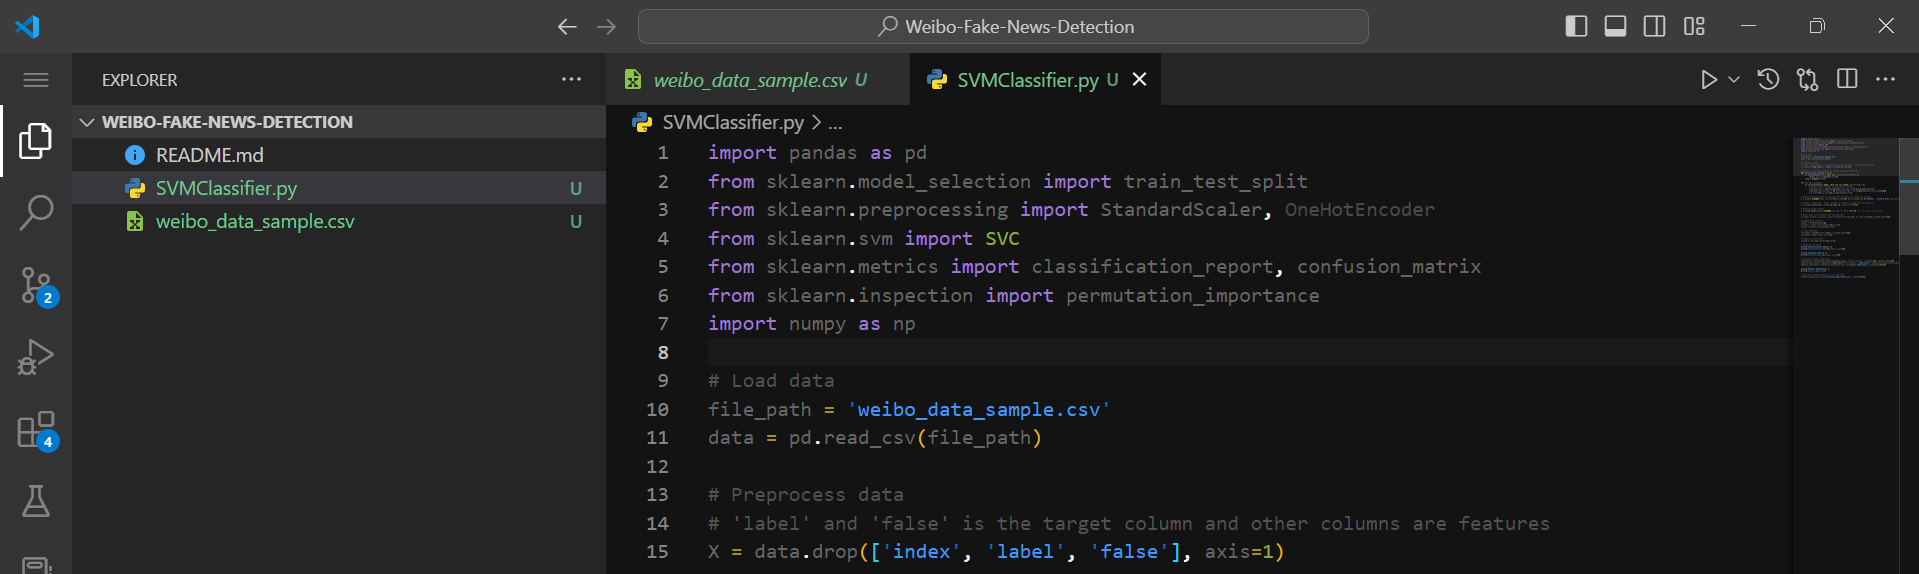 Weibo-Fake-News-Detection
EXPLORER
WEIBO-FAKE-NEWS-DETECTION
README.md
SVMClassifier.py U
weibo_data_sample.csv U
2
4
weibo_data_sample.csv U
SVMClassifier.py U
SVMClassifier.py > ...
1 import pandas as pd
2 from sklearn.model_selection import train_test_split
3 from sklearn.preprocessing import StandardScaler, OneHotEncoder
4 from sklearn.svm import SVC
5 from sklearn.metrics import classification_report, confusion_matrix
6 from sklearn.inspection import permutation_importance
7 import numpy as np
8
9 # Load data
10 file_path = 'weibo_data_sample.csv'
11 data = pd.read_csv(file_path)
12
13 # Preprocess data
14 # 'label' and 'false' is the target column and other columns are features
15 X = data.drop(['index', 'label', 'false'], axis=1)